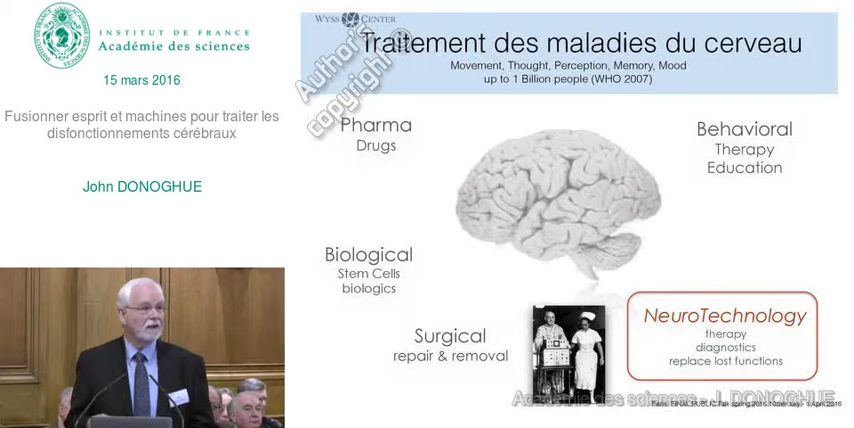 INSTITUT DE FRANCE
Académie des sciences
15 mars 2016
Fusionner esprit et machines pour traiter les
disfonctionnements cérébraux
John DONOGHUE
WYSS CENTER
Traitement des maladies du cerveau
Movement, Thought, Perception, Memory, Mood
up to 1 Billion people (WHO 2007)
Author's
copyright ©
Pharma
Drugs
Behavioral
Therapy
Education
Biological
Stem Cells
biologics
Surgical
repair & removal
NeuroTechnology
therapy
diagnostics
replace lost functions
Académie des sciences - J. DONOGHUE